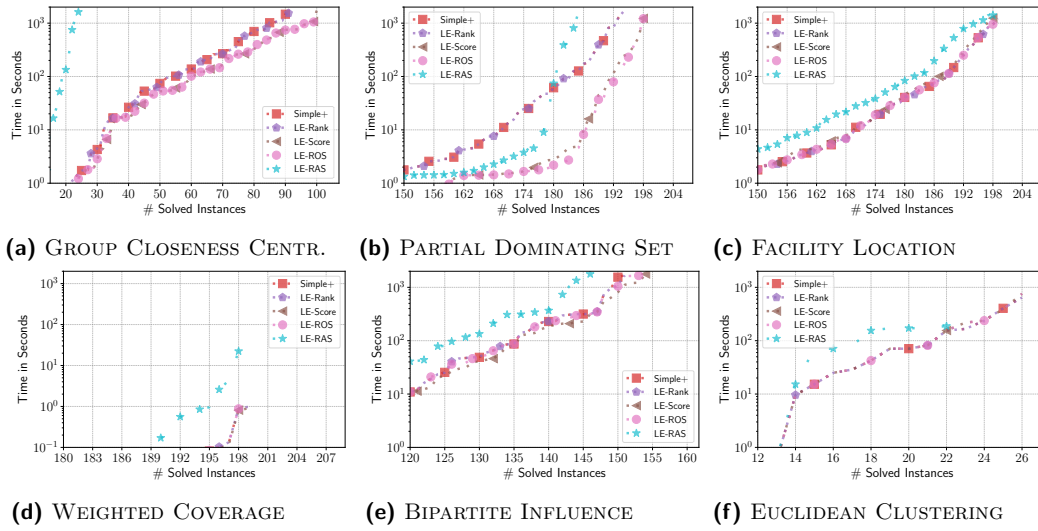 10³
10²
10¹
10⁰
Time in Seconds
20 30 40 50 60 70 80 90 100
# Solved Instances
Simple+
LE-Rank
LE-Score
LE-ROS
LE-RAS
(a) Group Closeness Centr.
10³
10²
10¹
10⁰
Time in Seconds
150 156 162 168 174 180 186 192 198 204
# Solved Instances
Simple+
LE-Rank
LE-Score
LE-ROS
LE-RAS
(b) Partial Dominating Set
10³
10²
10¹
10⁰
Time in Seconds
150 156 162 168 174 180 186 192 198 204
# Solved Instances
Simple+
LE-Rank
LE-Score
LE-ROS
LE-RAS
(c) Facility Location
10³
10²
10¹
10⁰
10⁻¹
Time in Seconds
180 183 186 189 192 195 198 201 204 207
# Solved Instances
Simple+
LE-Rank
LE-Score
LE-ROS
LE-RAS
(d) Weighted Coverage
10³
10²
10¹
10⁰
Time in Seconds
120 125 130 135 140 145 150 155 160
# Solved Instances
Simple+
LE-Rank
LE-Score
LE-ROS
LE-RAS
(e) Bipartite Influence
10³
10²
10¹
10⁰
Time in Seconds
12 14 16 18 20 22 24 26
# Solved Instances
Simple+
LE-Rank
LE-Score
LE-ROS
LE-RAS
(f) Euclidean Clustering